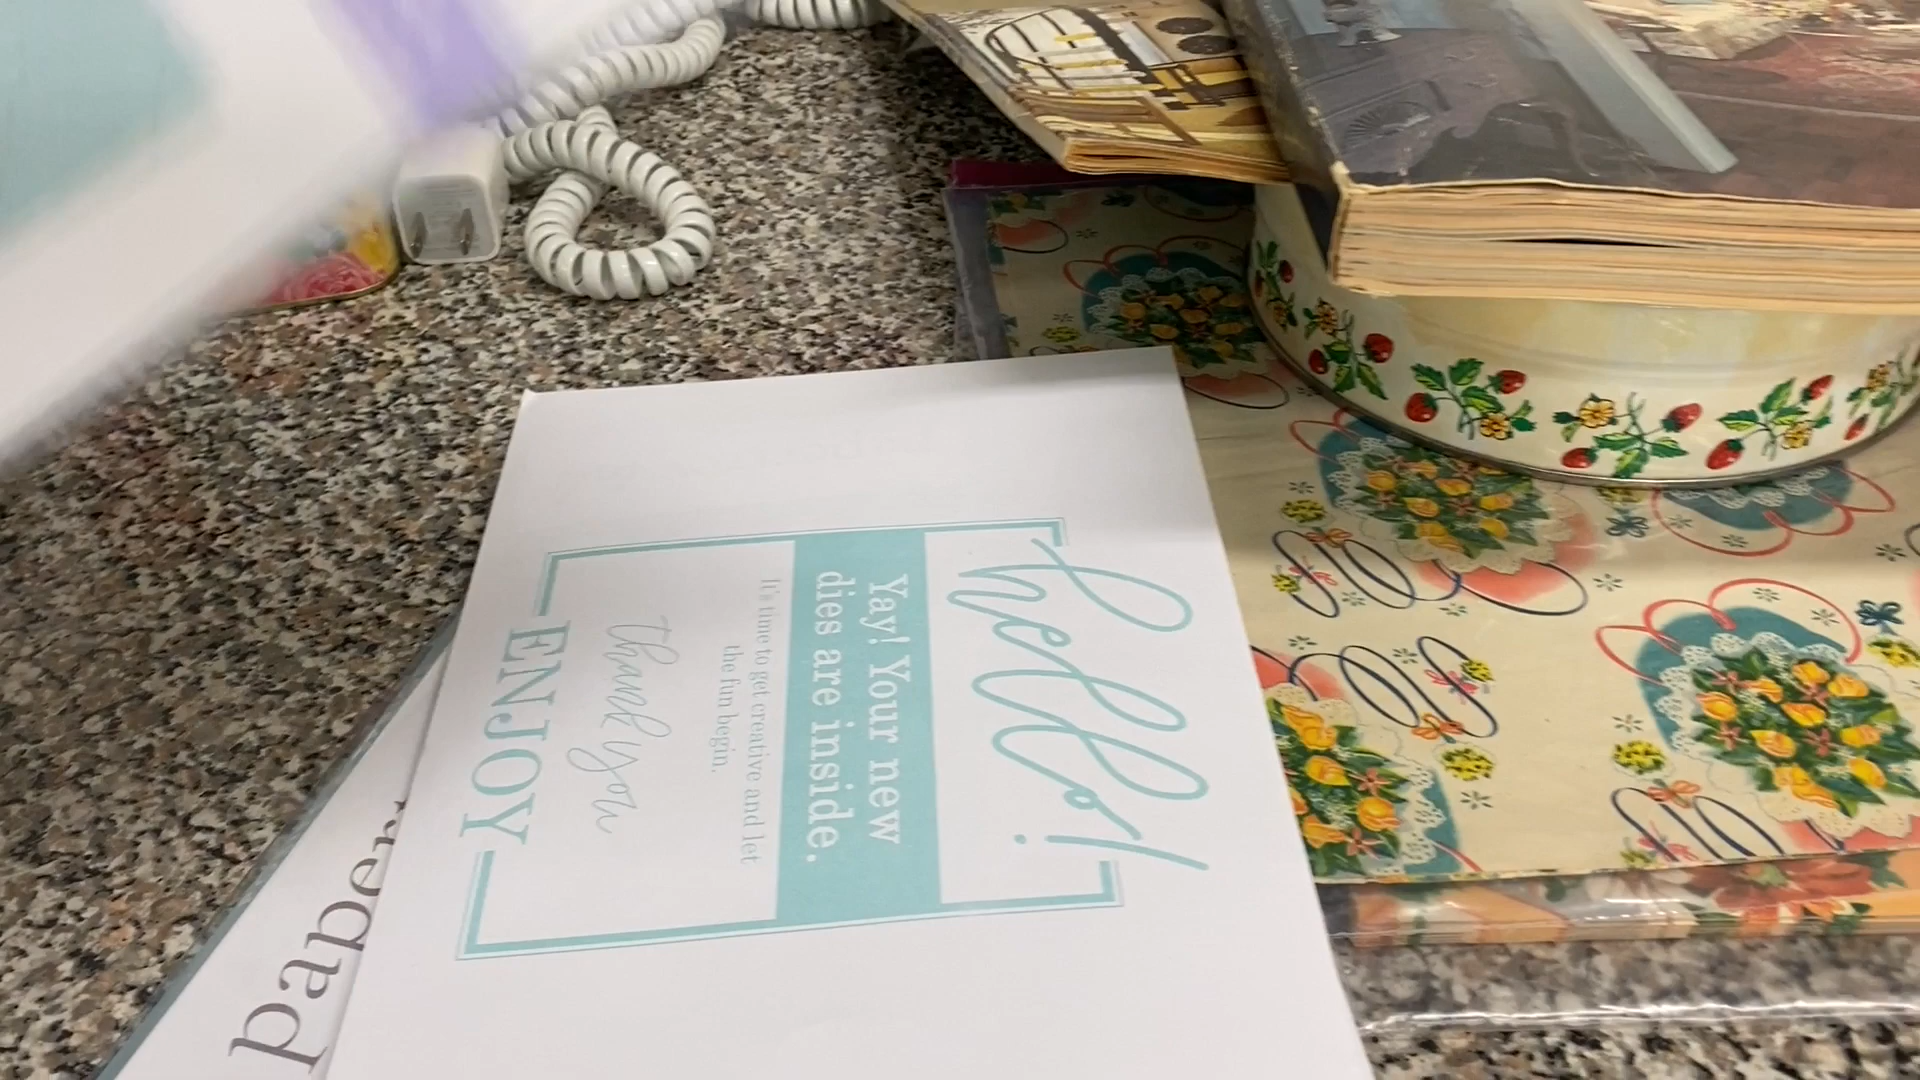 hello!
Yay! Your new
dies are inside.
It's time to get creative and let
the fun begin.
thank you
ENJOY
paper